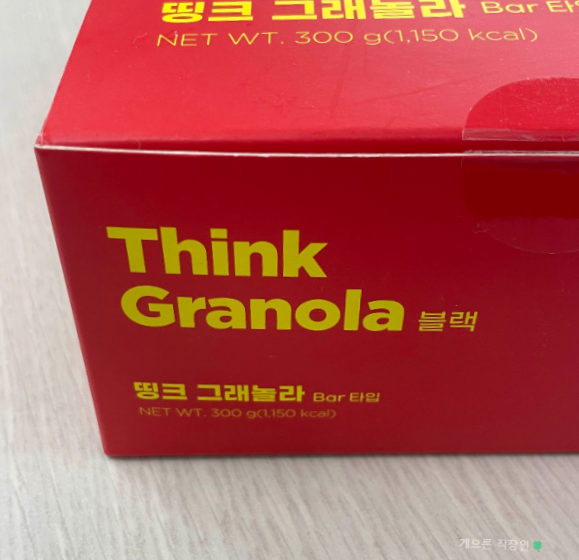 띵크 그래놀라 Bar 타
NET WT. 300 g(1,150 kcal)
Think
Granola 블랙
띵크 그래놀라 Bar 타입
NET WT. 300 g(1,150 kcal)
게으른 직장인